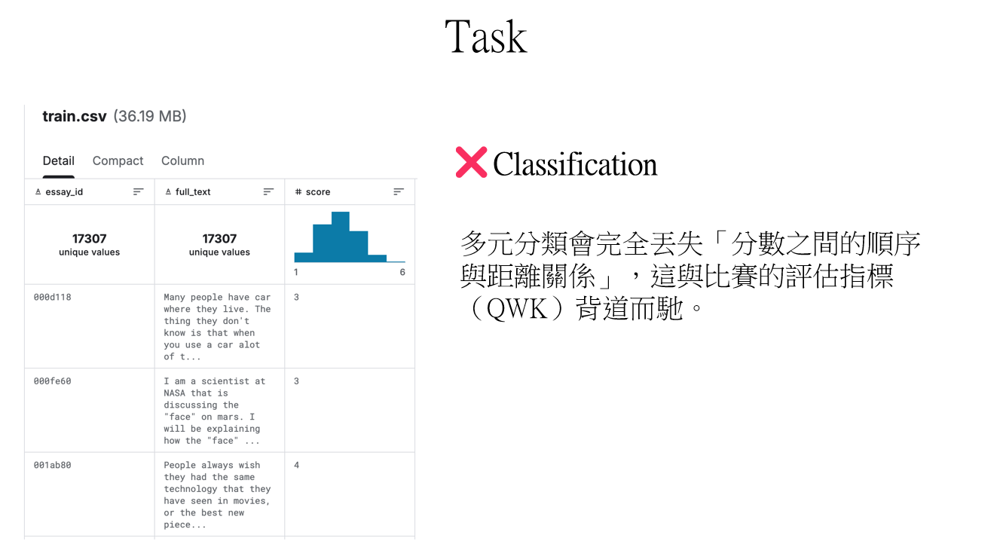 Task
train.csv (36.19 MB)
Detail Compact Column
essay_id full_text # score
17307
unique values
17307
unique values
1 6
000d118
Many people have car
where they live. The
thing they don't
know is that when
you use a car alot
of t...
3
000fe60
I am a scientist at
NASA that is
discussing the
"face" on mars. I
will be explaining
how the "face" ...
3
001ab80
People always wish
they had the same
technology that they
have seen in movies,
or the best new
piece...
4
❌ Classification
多元分類會完全丟失「分數之間的順序
與距離關係」，這與比賽的評估指標
（QWK）背道而馳。